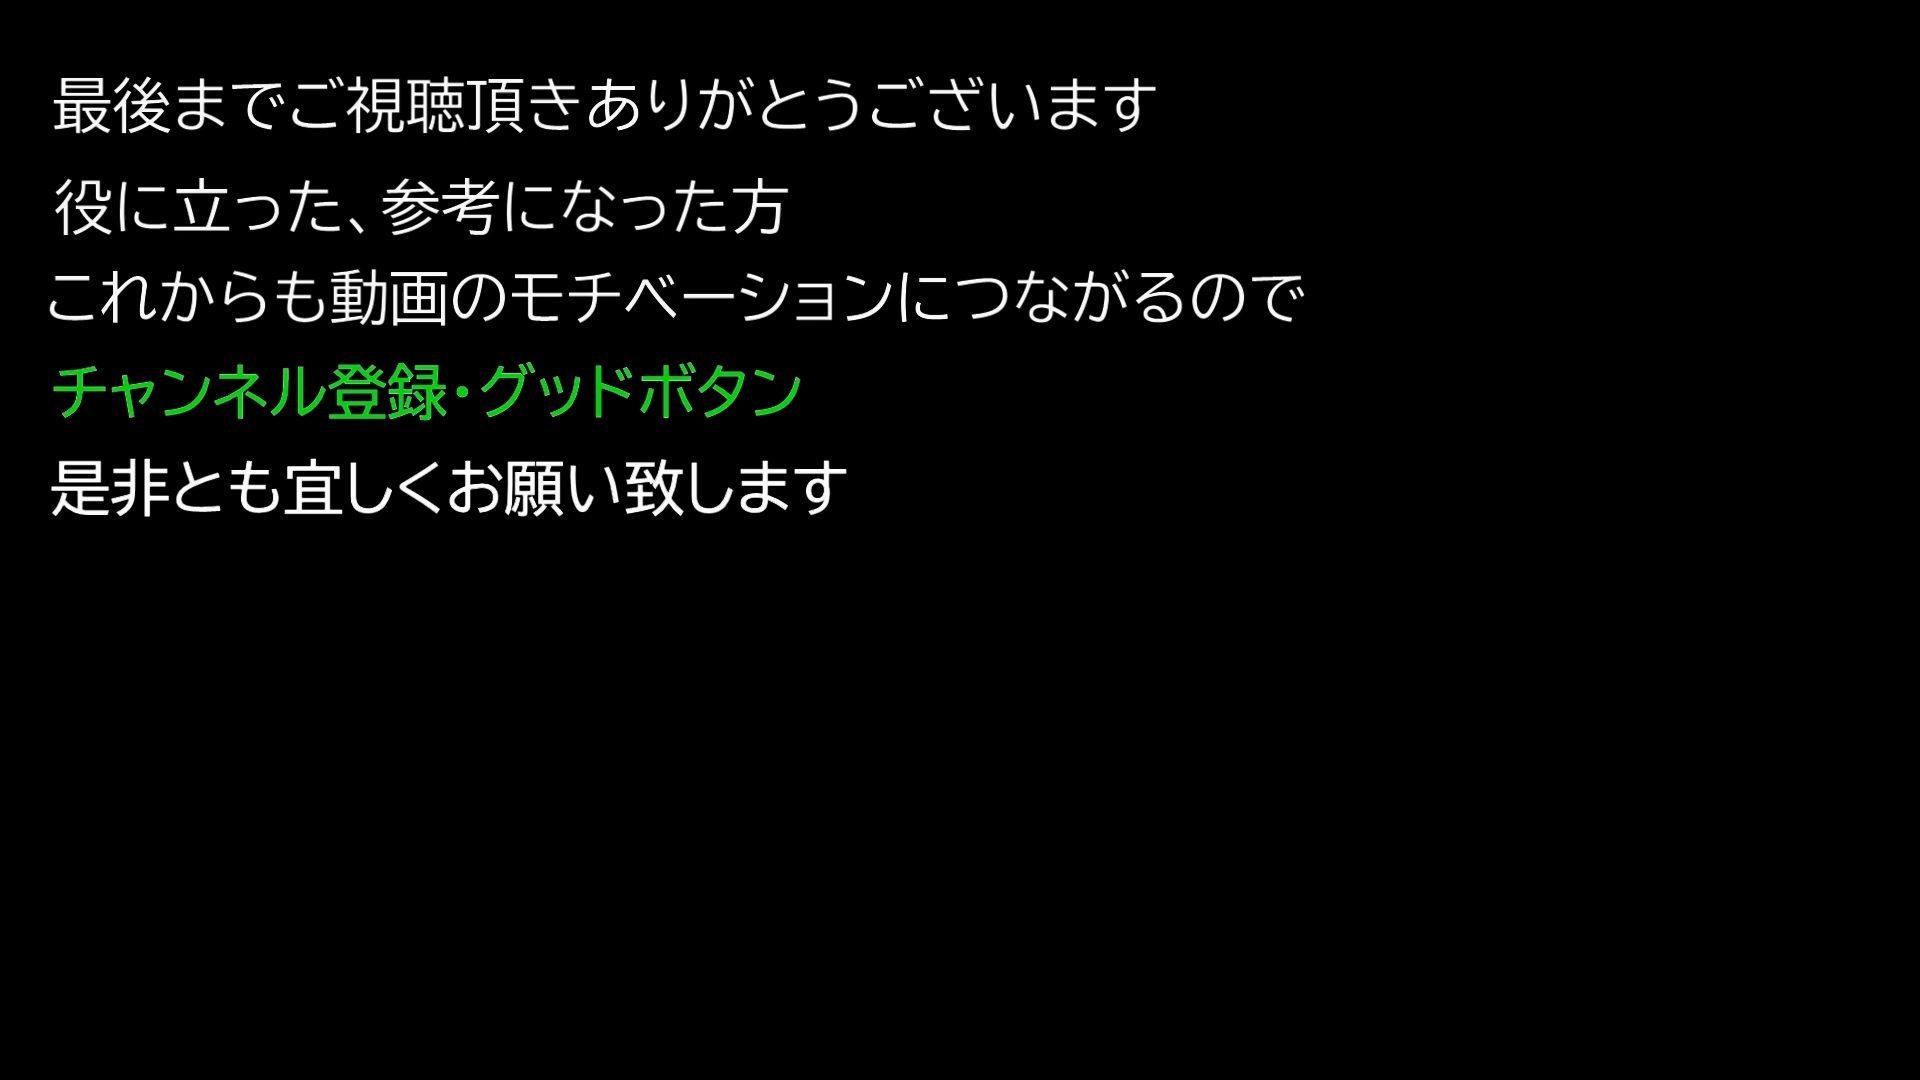 最後までご視聴頂きありがとうございます
役に立った、参考になった方
これからも動画のモチベーションにつながるので
チャンネル登録・グッドボタン
是非とも宜しくお願い致します